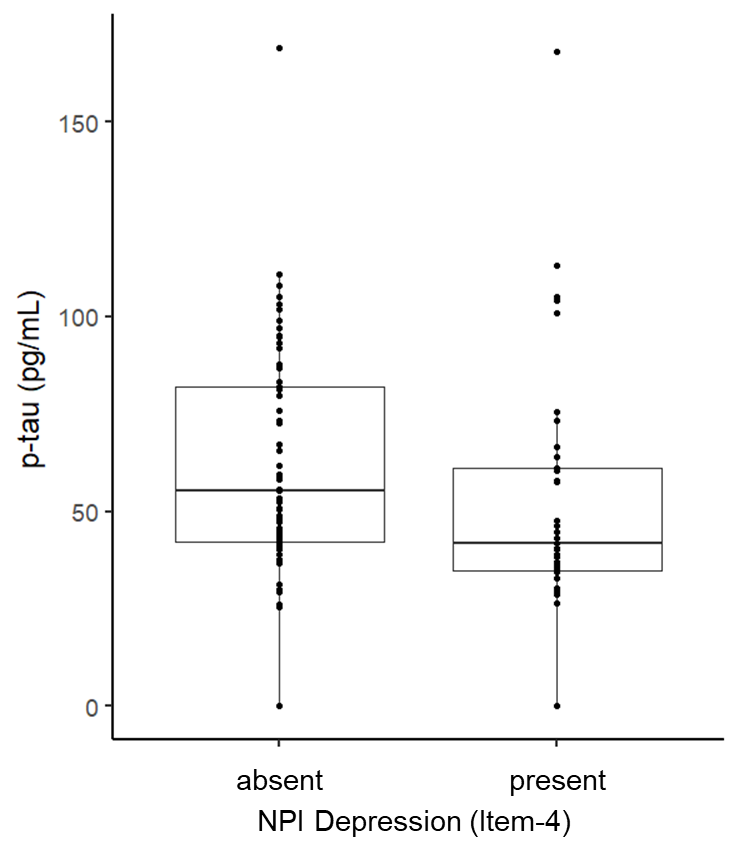 p-tau (pg/mL)
150
100
50
0
absent present
NPI Depression (Item-4)